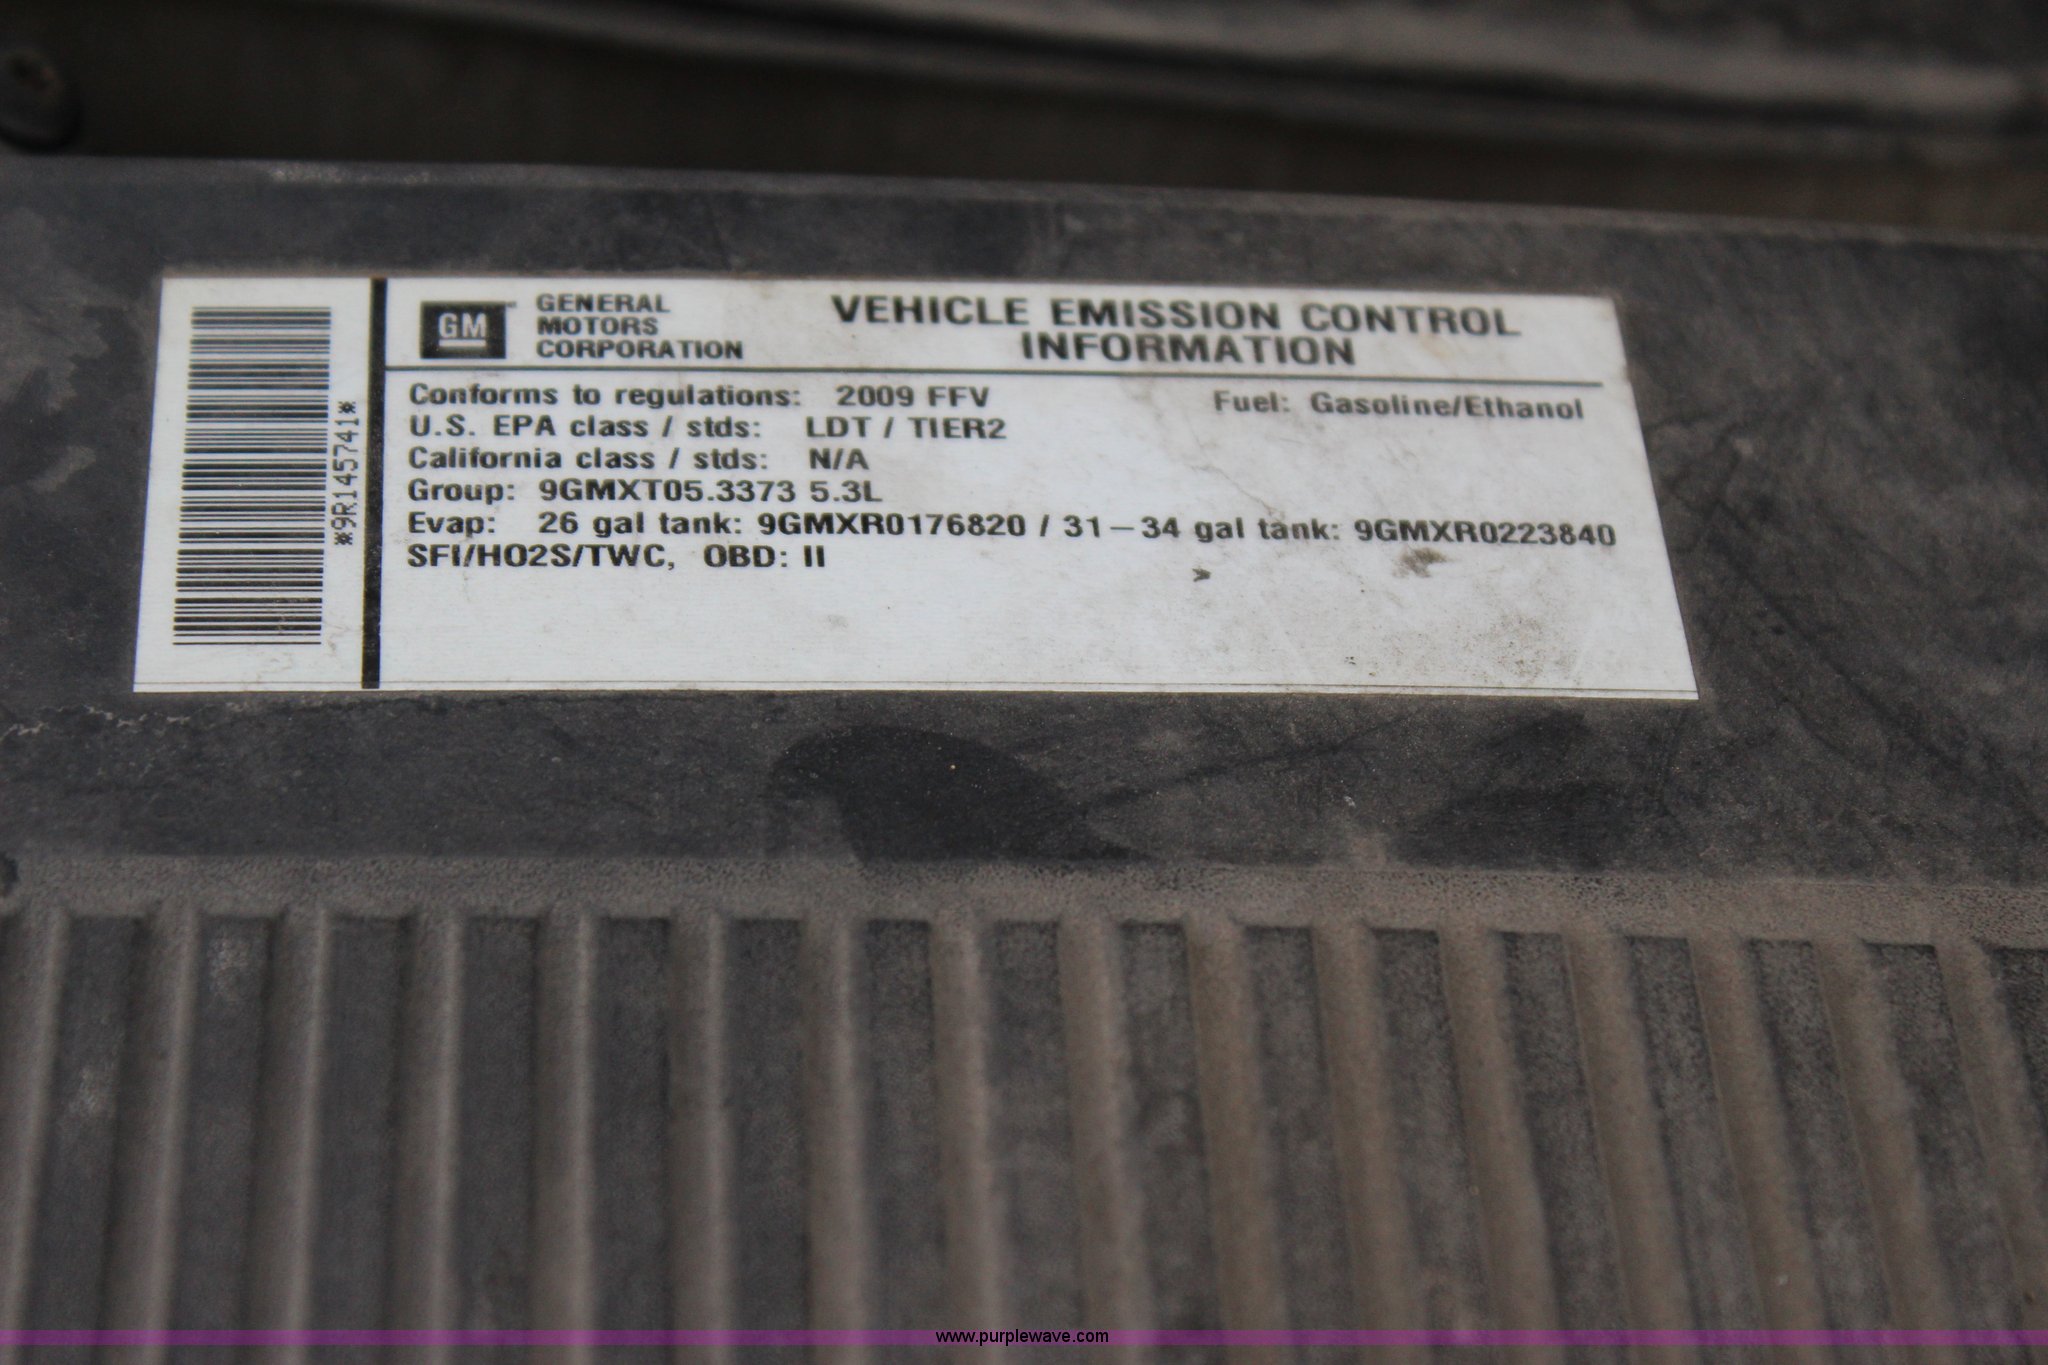 GM
GENERAL
MOTORS
CORPORATION
VEHICLE EMISSION CONTROL
INFORMATION
Conforms to regulations: 2009 FFV Fuel: Gasoline/Ethanol
U.S. EPA class / stds: LDT / TIER2
California class / stds: N/A
Group: 9GMXT05.3373 5.3L
Evap: 26 gal tank: 9GMXR0176820 / 31-34 gal tank: 9GMXR0223840
SFI/HO2S/TWC, OBD: II
*9R145741*
www.purplewave.com